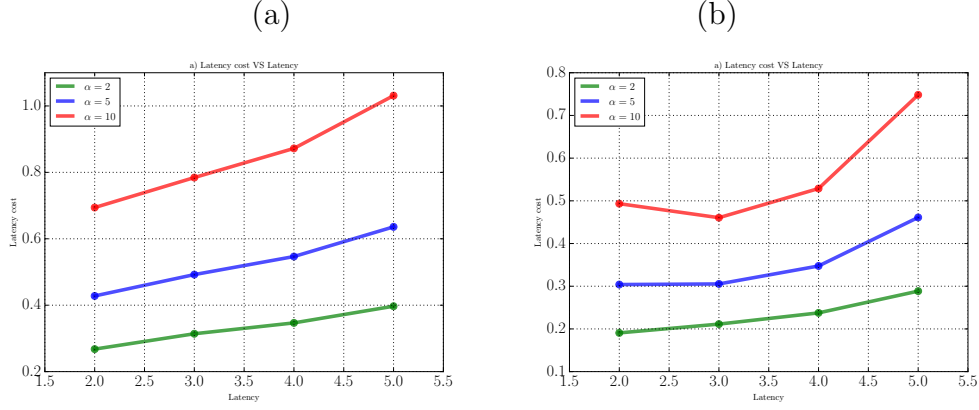 (a)
(b)
a) Latency cost VS Latency
α = 2
α = 5
α = 10
1.0
0.8
0.6
0.4
0.2
Latency cost
1.5 2.0 2.5 3.0 3.5 4.0 4.5 5.0 5.5
Latency
a) Latency cost VS Latency
α = 2
α = 5
α = 10
0.8
0.7
0.6
0.5
0.4
0.3
0.2
0.1
Latency cost
1.5 2.0 2.5 3.0 3.5 4.0 4.5 5.0 5.5
Latency